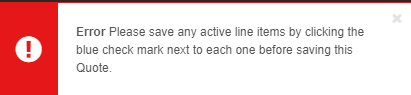 Error Please save any active line items by clicking the
blue check mark next to each one before saving this
Quote.